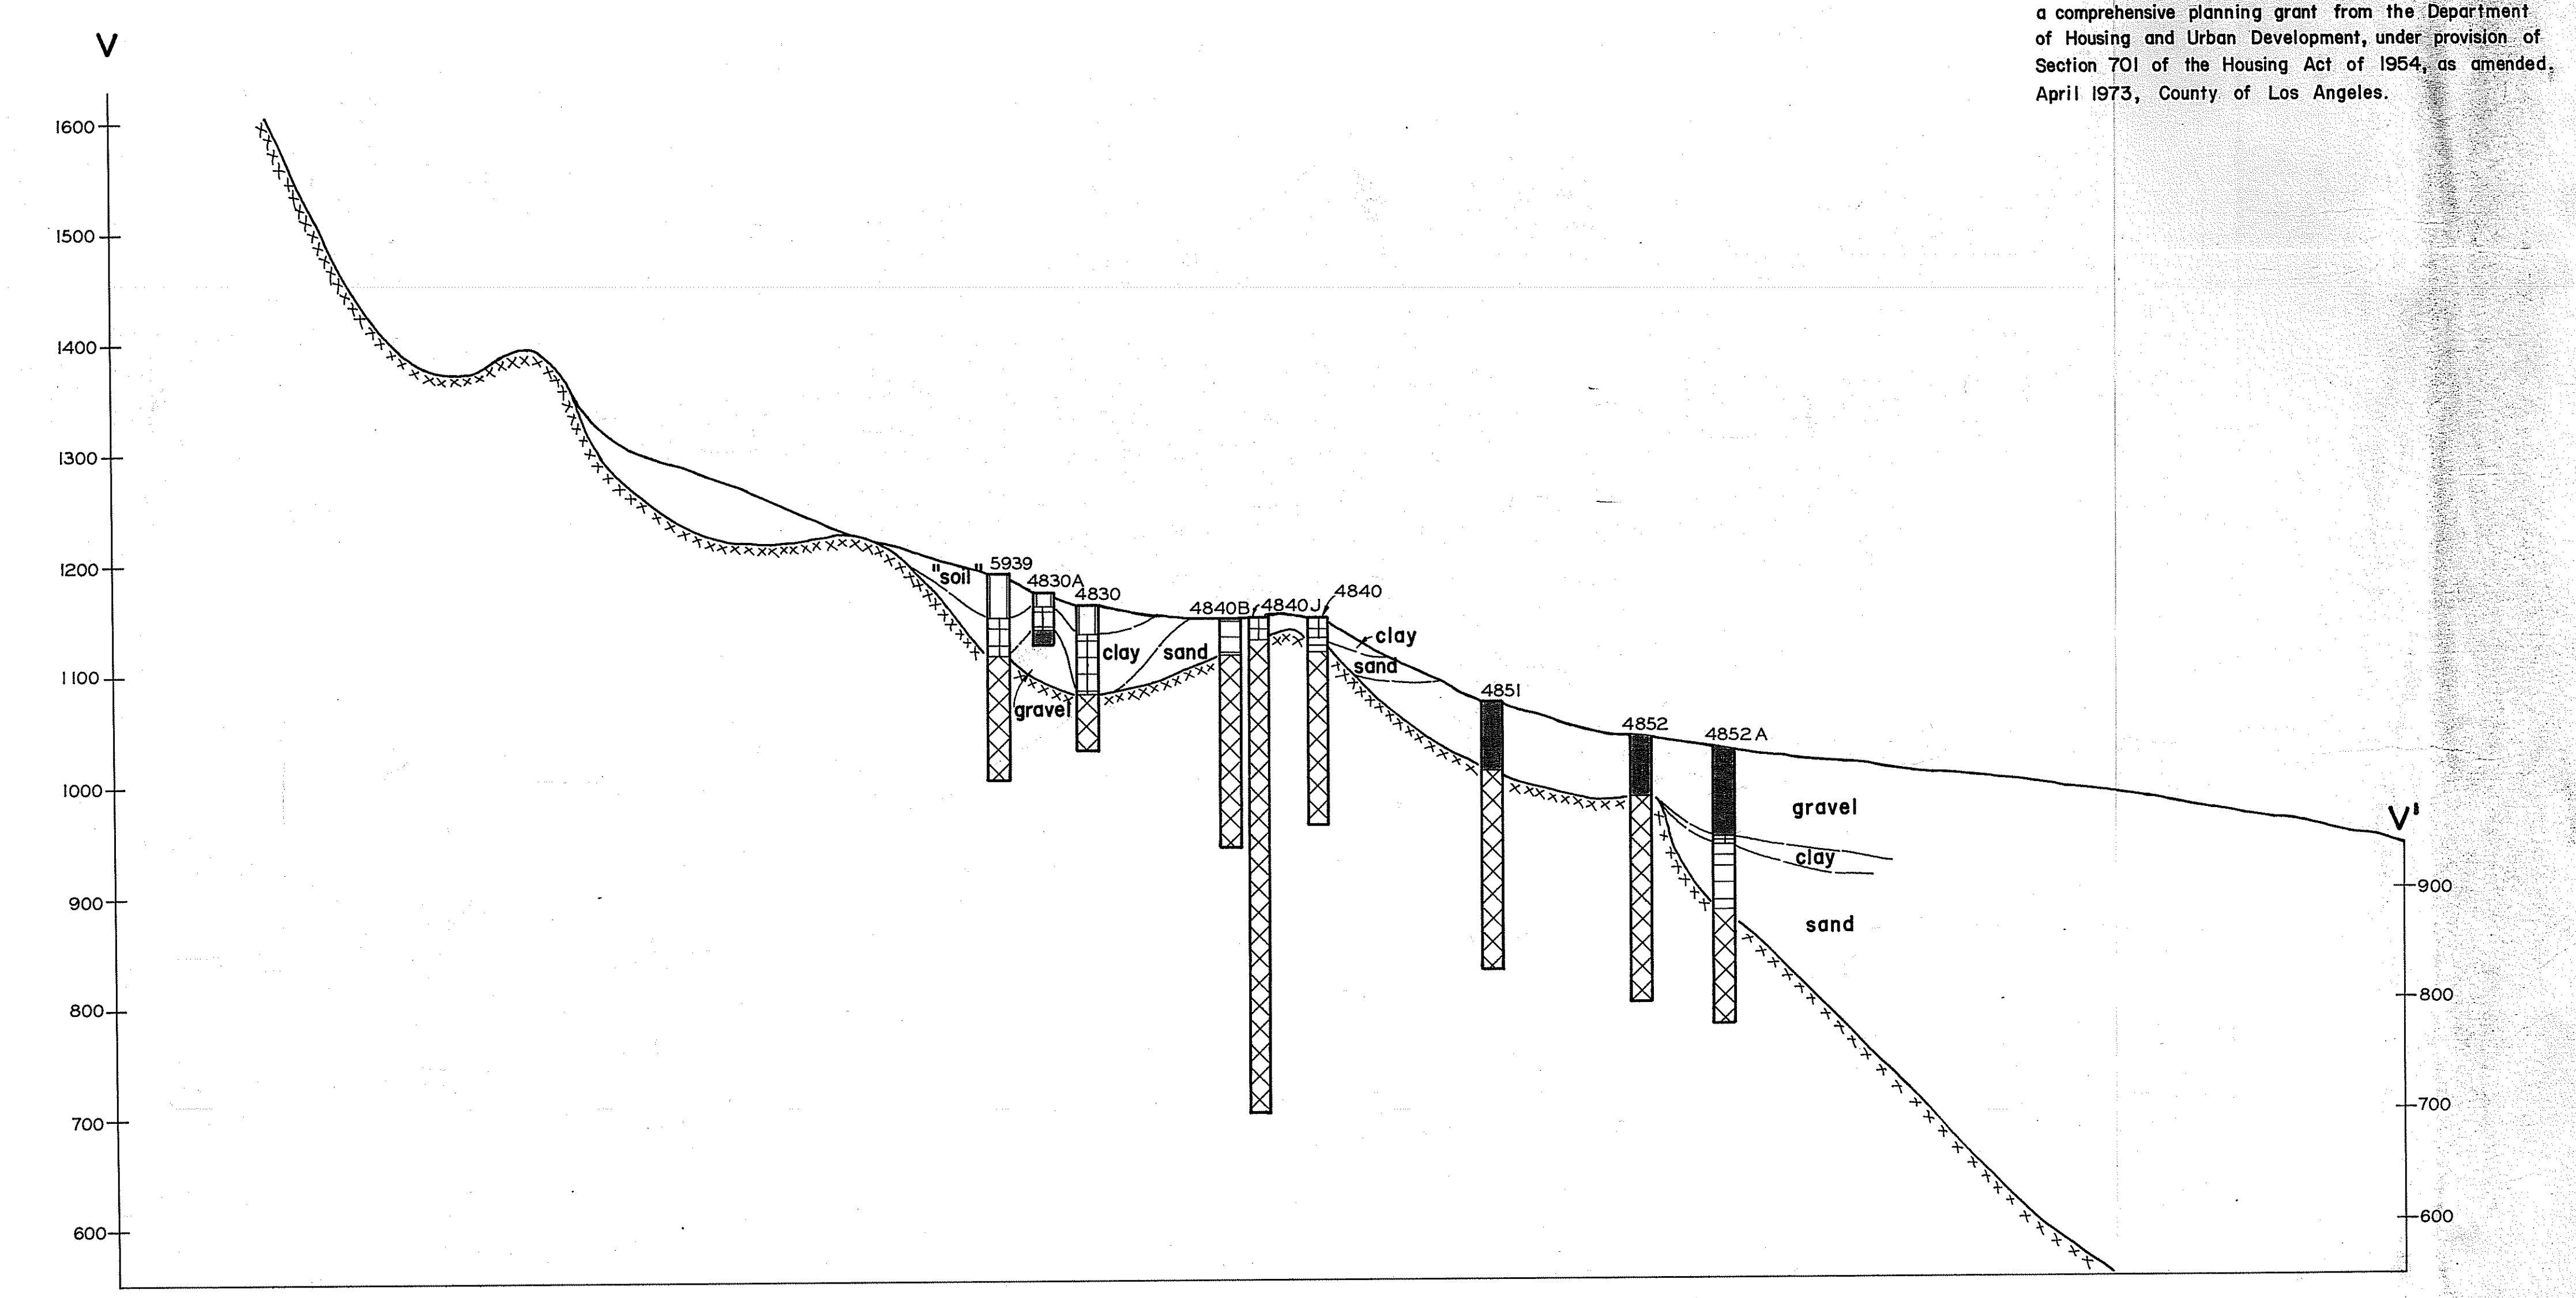 a comprehensive planning grant from the Department
of Housing and Urban Development, under provision of
Section 701 of the Housing Act of 1954, as amended.
April 1973, County of Los Angeles.
V
1600
1500
1400
1300
1200
1100
1000
900
800
700
600
"soil"
5939
4830A
4830
4840B
4840J
4840
clay
sand
gravel
clay
sand
4851
4852
4852A
gravel
clay
sand
V'
900
800
700
600